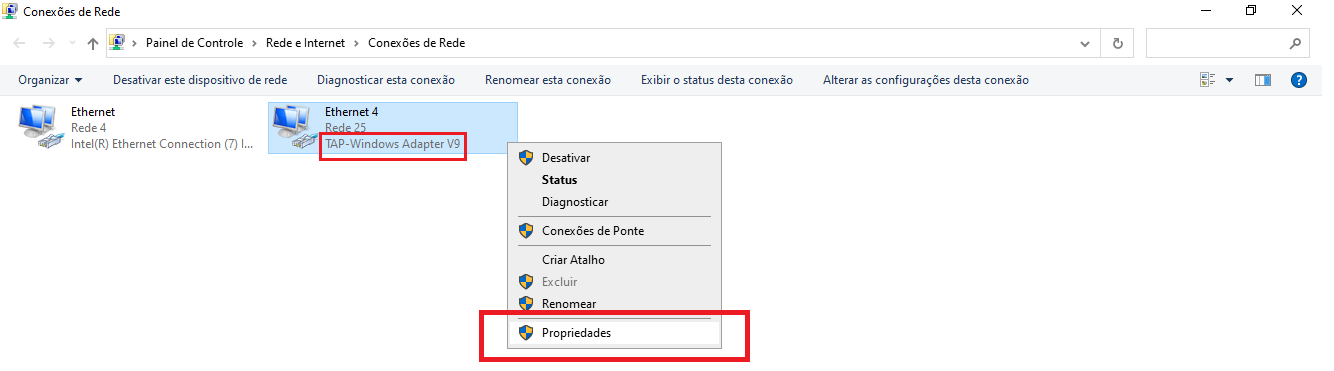 Conexões de Rede
Painel de Controle > Rede e Internet > Conexões de Rede
Organizar Desativar este dispositivo de rede Diagnosticar esta conexão Renomear esta conexão Exibir o status desta conexão Alterar as configurações desta conexão
Ethernet
Rede 4
Intel(R) Ethernet Connection (7) I...
Ethernet 4
Rede 25
TAP-Windows Adapter V9
Desativar
Status
Diagnosticar
Conexões de Ponte
Criar Atalho
Excluir
Renomear
Propriedades